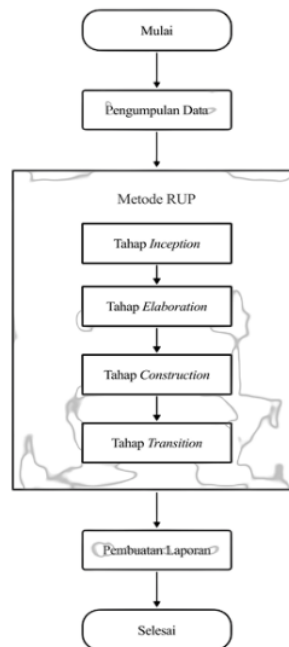 Mulai
Pengumpulan Data
Metode RUP
Tahap Inception
Tahap Elaboration
Tahap Construction
Tahap Transition
Pembuatan Laporan
Selesai